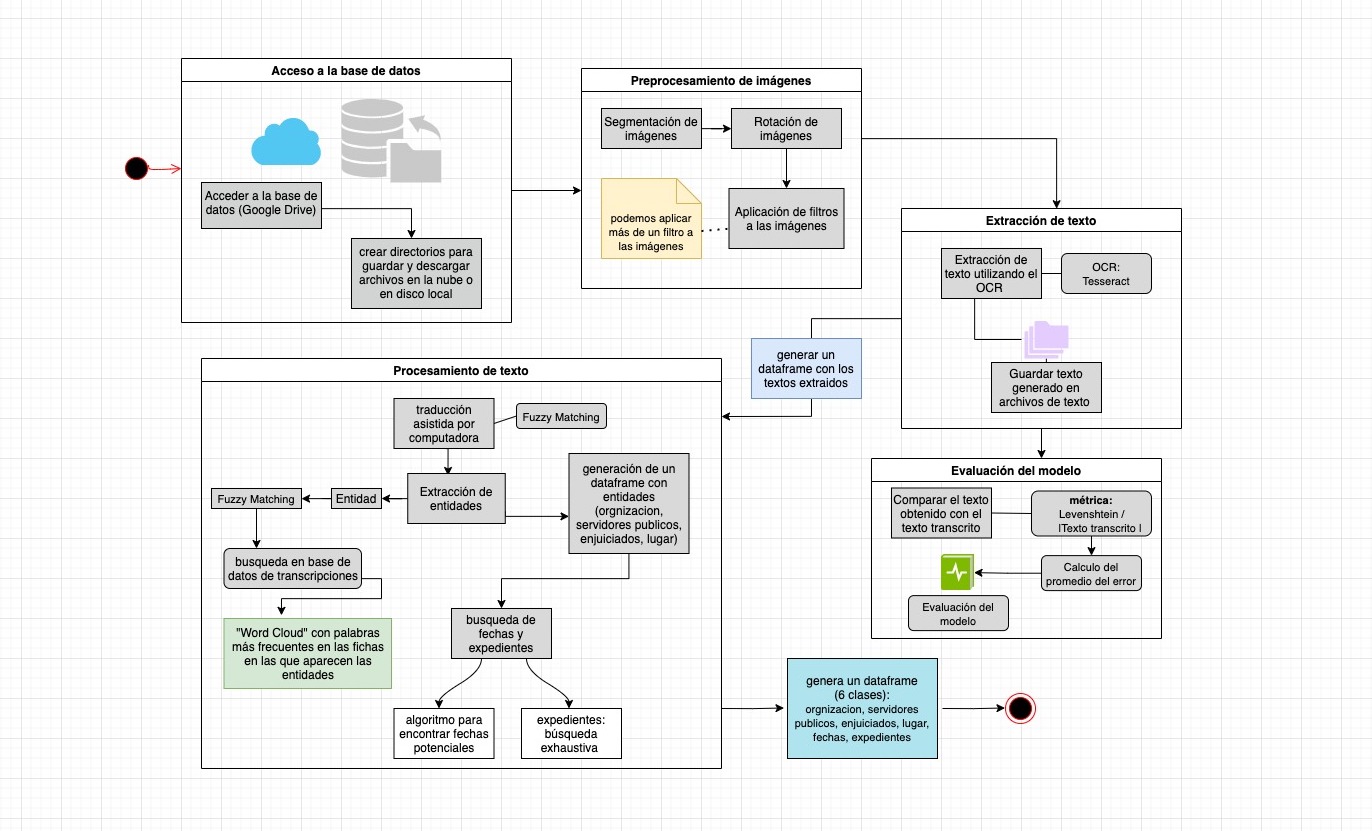 Acceso a la base de datos
Acceder a la base de
datos (Google Drive)
crear directorios para
guardar y descargar
archivos en la nube o
en disco local
Preprocesamiento de imágenes
Segmentación de
imágenes
Rotación de
imágenes
podemos aplicar
más de un filtro a
las imágenes
Aplicación de filtros
a las imágenes
Extracción de texto
Extracción de
texto utilizando el
OCR
OCR:
Tesseract
Guardar texto
generado en
archivos de texto
generar un
dataframe con los
textos extraidos
Evaluación del modelo
Comparar el texto
obtenido con el
texto transcrito
métrica:
Levenshtein /
|Texto transcrito |
Calculo del
promedio del error
Evaluación del
modelo
Procesamiento de texto
traducción
asistida por
computadora
Fuzzy Matching
Extracción de
entidades
Entidad
Fuzzy Matching
generación de un
dataframe con
entidades
(orgnizacion,
servidores publicos,
enjuiciados, lugar)
busqueda en base de
datos de transcripciones
"Word Cloud" con palabras
más frecuentes en las fichas
en las que aparecen las
entidades
busqueda de
fechas y
expedientes
algoritmo para
encontrar fechas
potenciales
expedientes:
búsqueda
exhaustiva
genera un dataframe
(6 clases):
orgnizacion, servidores
publicos, enjuiciados, lugar,
fechas, expedientes